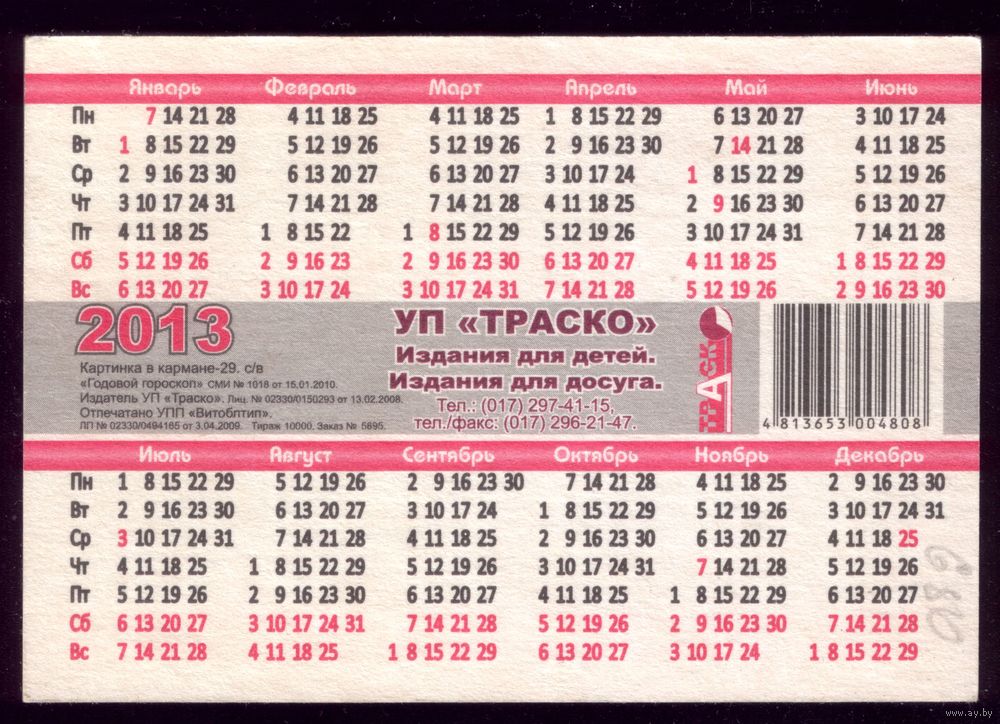 Январь Февраль Март Апрель Май Июнь
Пн 7 14 21 28 4 11 18 25 4 11 18 25 1 8 15 22 29 6 13 20 27 3 10 17 24
Вт 1 8 15 22 29 5 12 19 26 5 12 19 26 2 9 16 23 30 7 14 21 28 4 11 18 25
Ср 2 9 16 23 30 6 13 20 27 6 13 20 27 3 10 17 24 1 8 15 22 29 5 12 19 26
Чт 3 10 17 24 31 7 14 21 28 7 14 21 28 4 11 18 25 2 9 16 23 30 6 13 20 27
Пт 4 11 18 25 1 8 15 22 1 8 15 22 29 5 12 19 26 3 10 17 24 31 7 14 21 28
Сб 5 12 19 26 2 9 16 23 2 9 16 23 30 6 13 20 27 4 11 18 25 1 8 15 22 29
Вс 6 13 20 27 3 10 17 24 3 10 17 24 31 7 14 21 28 5 12 19 26 2 9 16 23 30
2013
Картинка в кармане-29. с/в
«Годовой гороскоп» СМИ № 1018 от 15.01.2010.
Издатель УП «Траско». Лиц. № 02330/0150293 от 13.02.2008.
Отпечатано УПП «Витоблтип».
ЛП № 02330/0494165 от 3.04.2009. Тираж 10000. Заказ № 5695.
УП «ТРАСКО»
Издания для детей.
Издания для досуга.
Тел.: (017) 297-41-15,
тел./факс: (017) 296-21-47.
ТРАСКО
4 813653 004808
Июль Август Сентябрь Октябрь Ноябрь Декабрь
Пн 1 8 15 22 29 5 12 19 26 2 9 16 23 30 7 14 21 28 4 11 18 25 2 9 16 23 30
Вт 2 9 16 23 30 6 13 20 27 3 10 17 24 1 8 15 22 29 5 12 19 26 3 10 17 24 31
Ср 3 10 17 24 31 7 14 21 28 4 11 18 25 2 9 16 23 30 6 13 20 27 4 11 18 25
Чт 4 11 18 25 1 8 15 22 29 5 12 19 26 3 10 17 24 31 7 14 21 28 5 12 19 26
Пт 5 12 19 26 2 9 16 23 30 6 13 20 27 4 11 18 25 1 8 15 22 29 6 13 20 27
Сб 6 13 20 27 3 10 17 24 31 7 14 21 28 5 12 19 26 2 9 16 23 30 7 14 21 28
Вс 7 14 21 28 4 11 18 25 1 8 15 22 29 6 13 20 27 3 10 17 24 1 8 15 22 29
www.ay.by